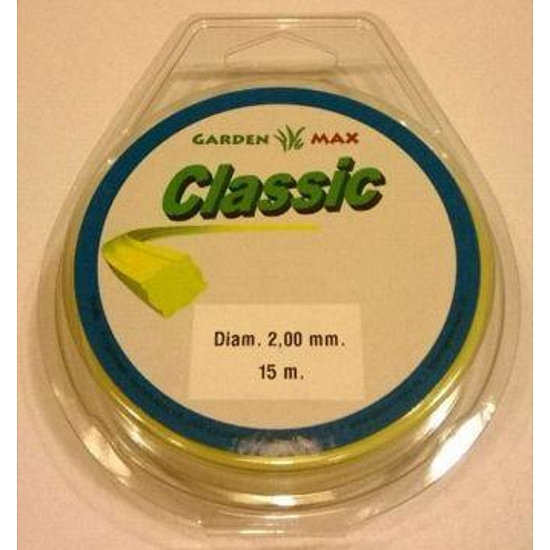 GARDEN MAX
Classic
Diam. 2,00 mm.
15 m.